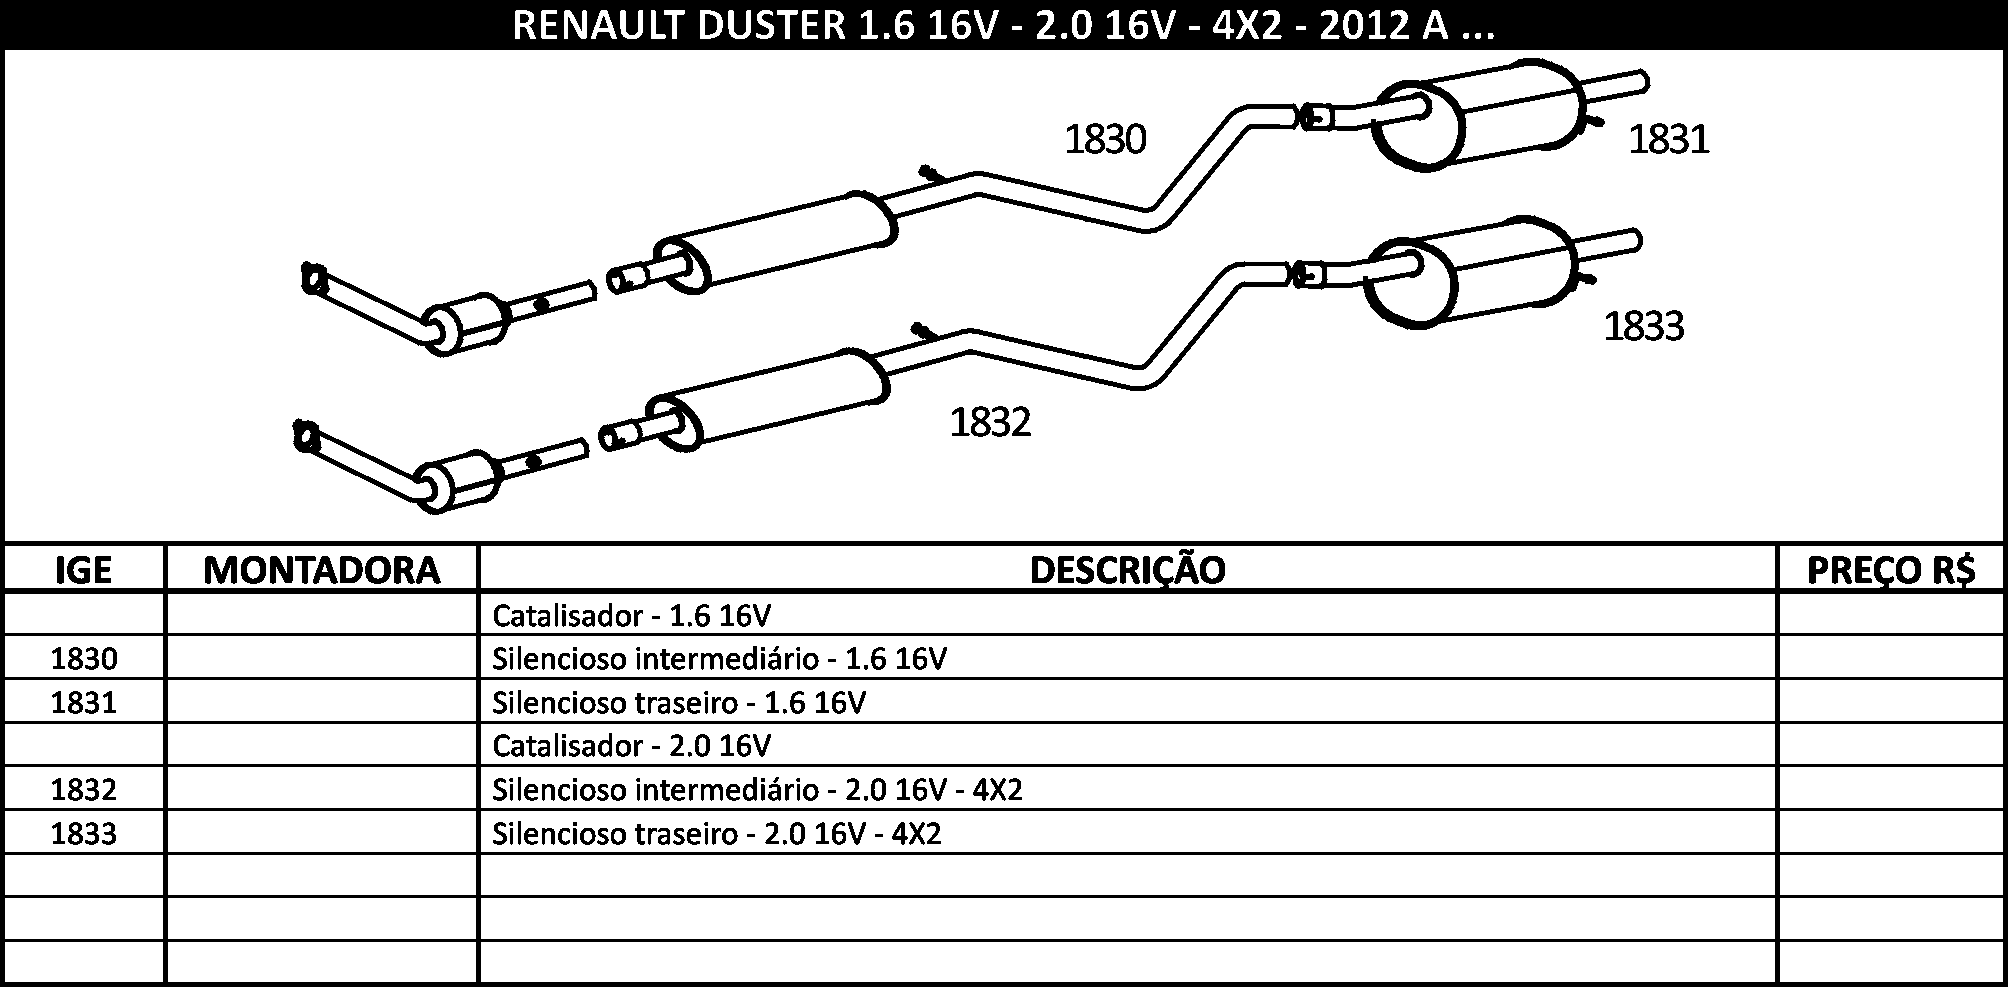 RENAULT DUSTER 1.6 16V - 2.0 16V - 4X2 - 2012 A ...
1830
1831
1833
1832
IGE MONTADORA DESCRIÇÃO PREÇO R$
Catalisador - 1.6 16V
1830 Silencioso intermediário - 1.6 16V
1831 Silencioso traseiro - 1.6 16V
Catalisador - 2.0 16V
1832 Silencioso intermediário - 2.0 16V - 4X2
1833 Silencioso traseiro - 2.0 16V - 4X2